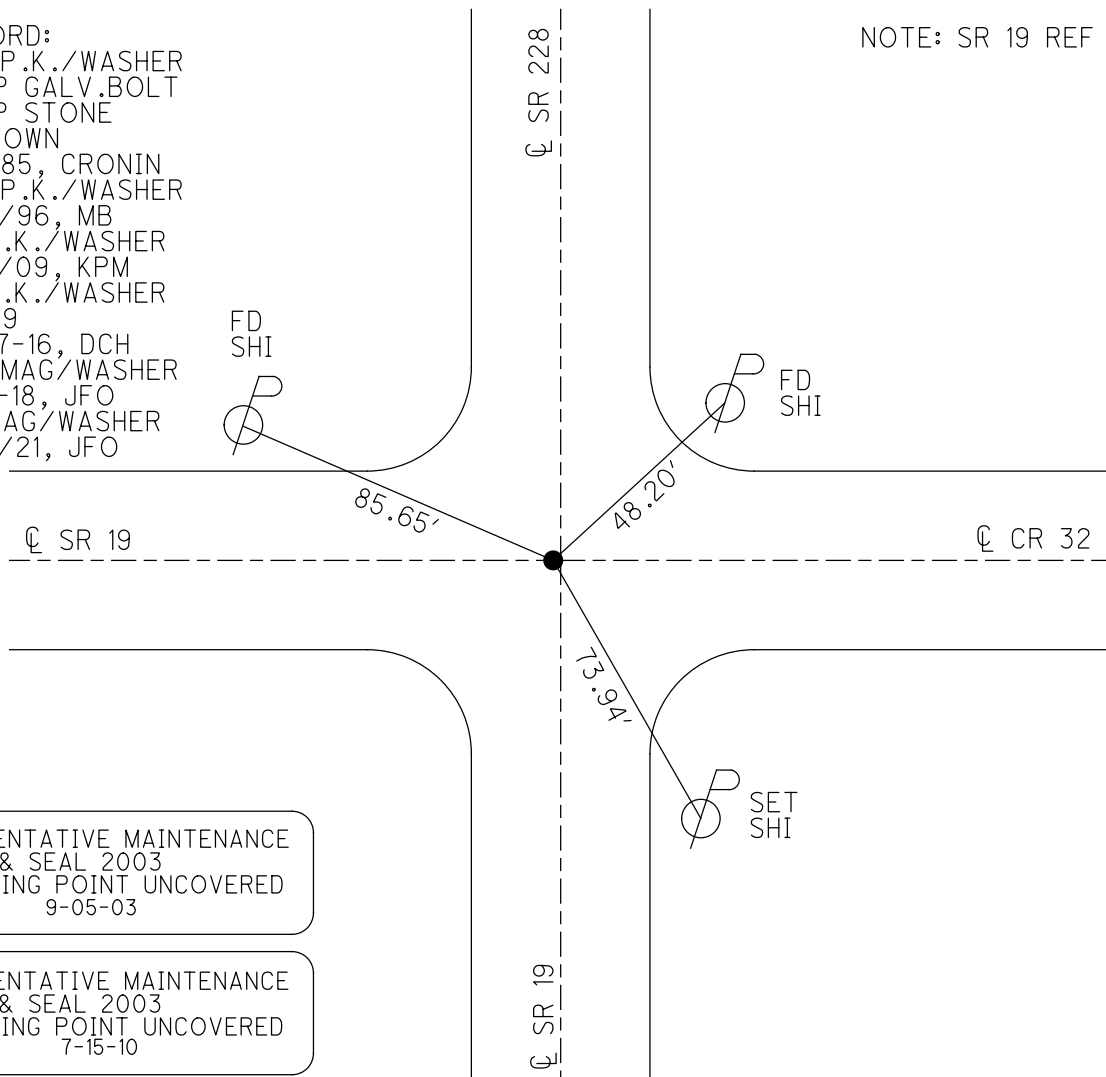 ORD:
P.K./WASHER
P GALV.BOLT
P STONE
OWN
85, CRONIN
P.K./WASHER
/96, MB
.K./WASHER
/09, KPM
.K./WASHER
9
7-16, DCH
MAG/WASHER
-18, JFO
AG/WASHER
/21, JFO
℄ SR 228
NOTE: SR 19 REF
FD
SHI
FD
SHI
85.65'
48.20'
℄ SR 19
℄ CR 32
73.94'
SET
SHI
ENTATIVE MAINTENANCE
& SEAL 2003
ING POINT UNCOVERED
9-05-03
ENTATIVE MAINTENANCE
& SEAL 2003
ING POINT UNCOVERED
7-15-10
℄ SR 19